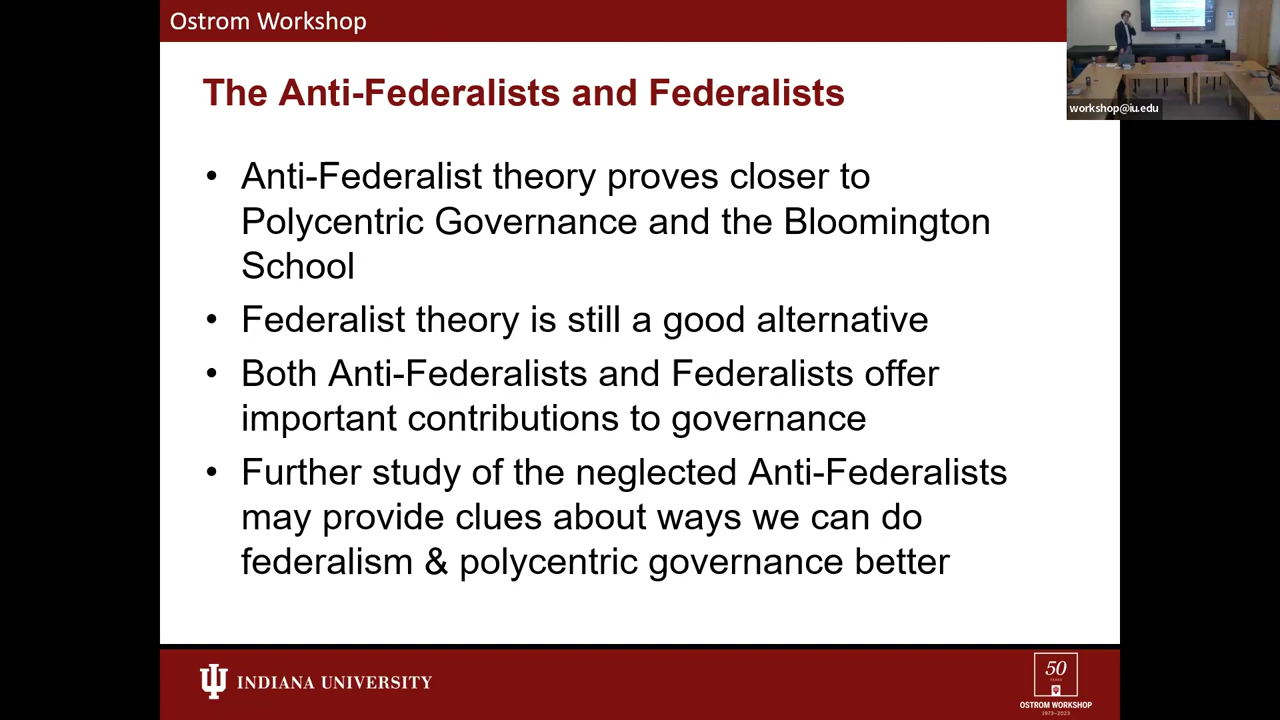 Ostrom Workshop
workshop@iu.edu
The Anti-Federalists and Federalists
• Anti-Federalist theory proves closer to
Polycentric Governance and the Bloomington
School
• Federalist theory is still a good alternative
• Both Anti-Federalists and Federalists offer
important contributions to governance
• Further study of the neglected Anti-Federalists
may provide clues about ways we can do
federalism & polycentric governance better
INDIANA UNIVERSITY
50
YEARS
OSTROM WORKSHOP
1973–2023